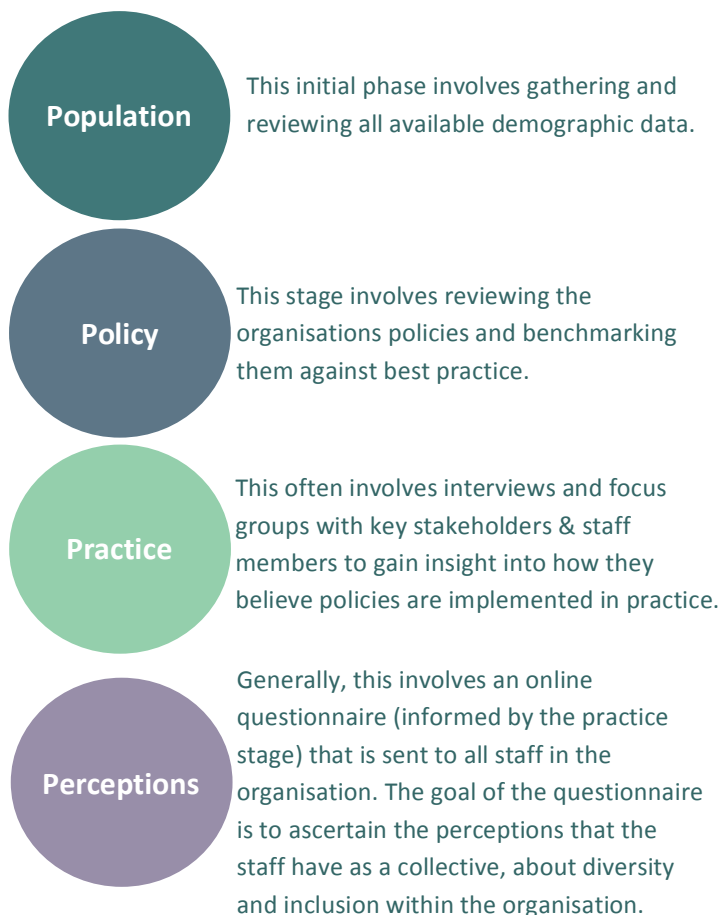 Population
This initial phase involves gathering and
reviewing all available demographic data.
Policy
This stage involves reviewing the
organisations policies and benchmarking
them against best practice.
Practice
This often involves interviews and focus
groups with key stakeholders & staff
members to gain insight into how they
believe policies are implemented in practice.
Perceptions
Generally, this involves an online
questionnaire (informed by the practice
stage) that is sent to all staff in the
organisation. The goal of the questionnaire
is to ascertain the perceptions that the
staff have as a collective, about diversity
and inclusion within the organisation.